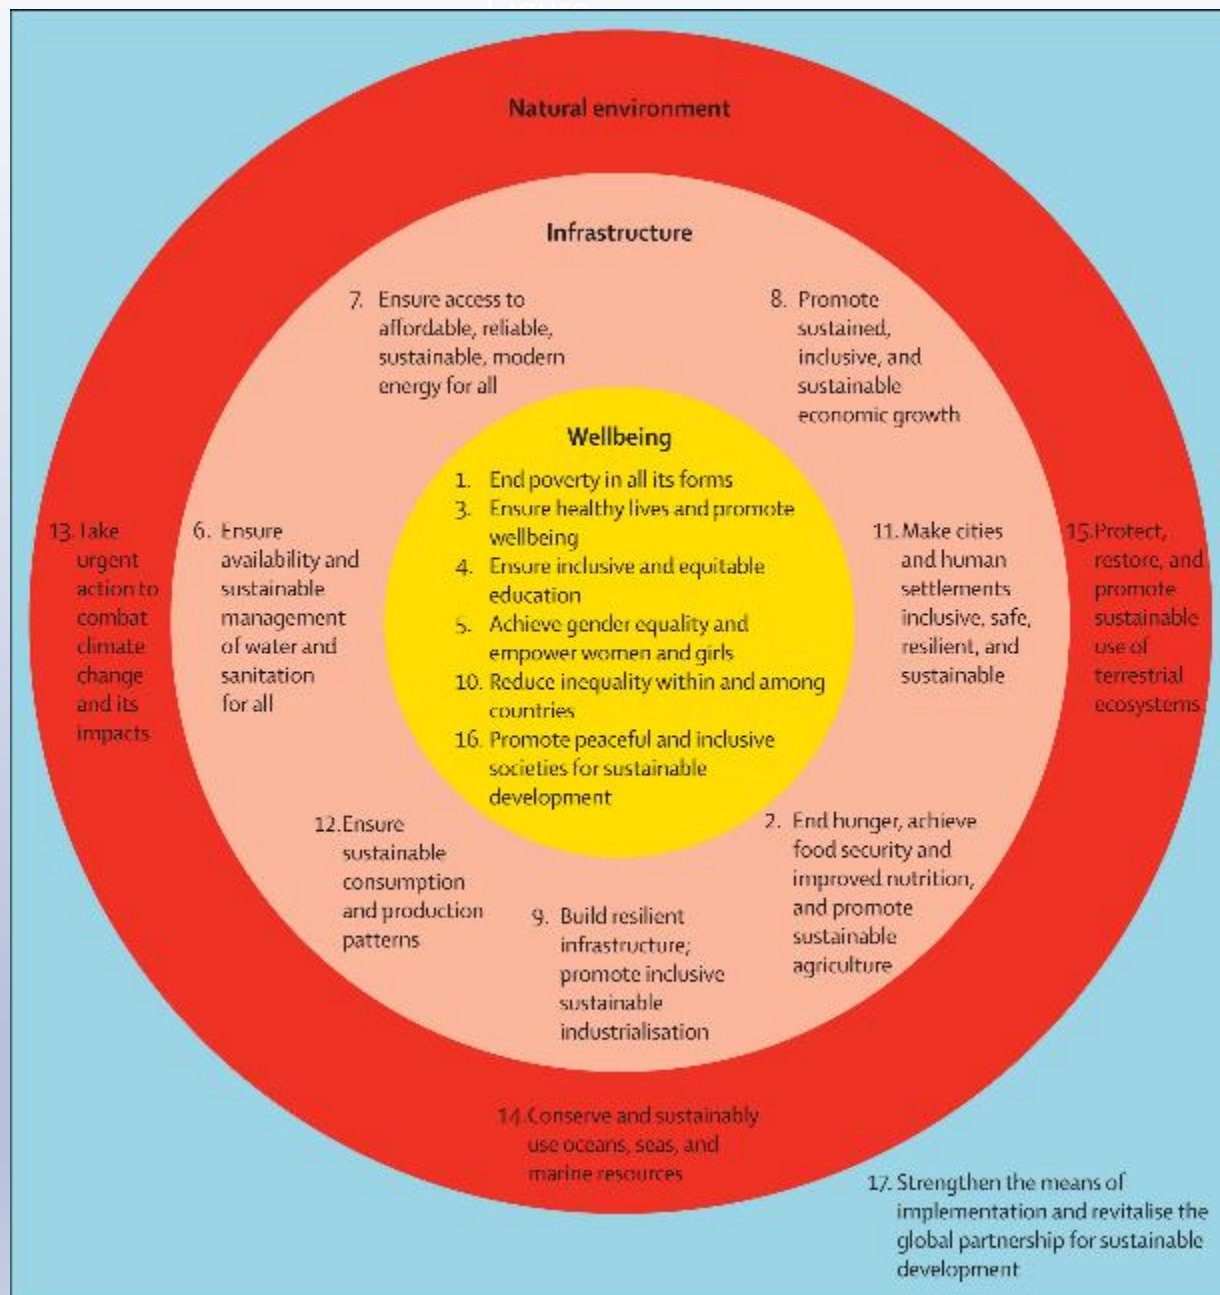 Figure
Natural environment
Infrastructure
7. Ensure access to
affordable, reliable,
sustainable, modern
energy for all
8. Promote
sustained,
inclusive, and
sustainable
economic growth
Wellbeing
1. End poverty in all its forms
3. Ensure healthy lives and promote
wellbeing
4. Ensure inclusive and equitable
education
5. Achieve gender equality and
empower women and girls
10. Reduce inequality within and among
countries
16. Promote peaceful and inclusive
societies for sustainable
development
13. Take
urgent
action to
combat
climate
change
and its
impacts
6. Ensure
availability and
sustainable
management
of water and
sanitation
for all
11. Make cities
and human
settlements
inclusive, safe,
resilient, and
sustainable
15. Protect,
restore, and
promote
sustainable
use of
terrestrial
ecosystems
12. Ensure
sustainable
consumption
and production
patterns
9. Build resilient
infrastructure;
promote inclusive
sustainable
industrialisation
2. End hunger, achieve
food security and
improved nutrition,
and promote
sustainable
agriculture
14. Conserve and sustainably
use oceans, seas, and
marine resources
17. Strengthen the means of
implementation and revitalise the
global partnership for sustainable
development